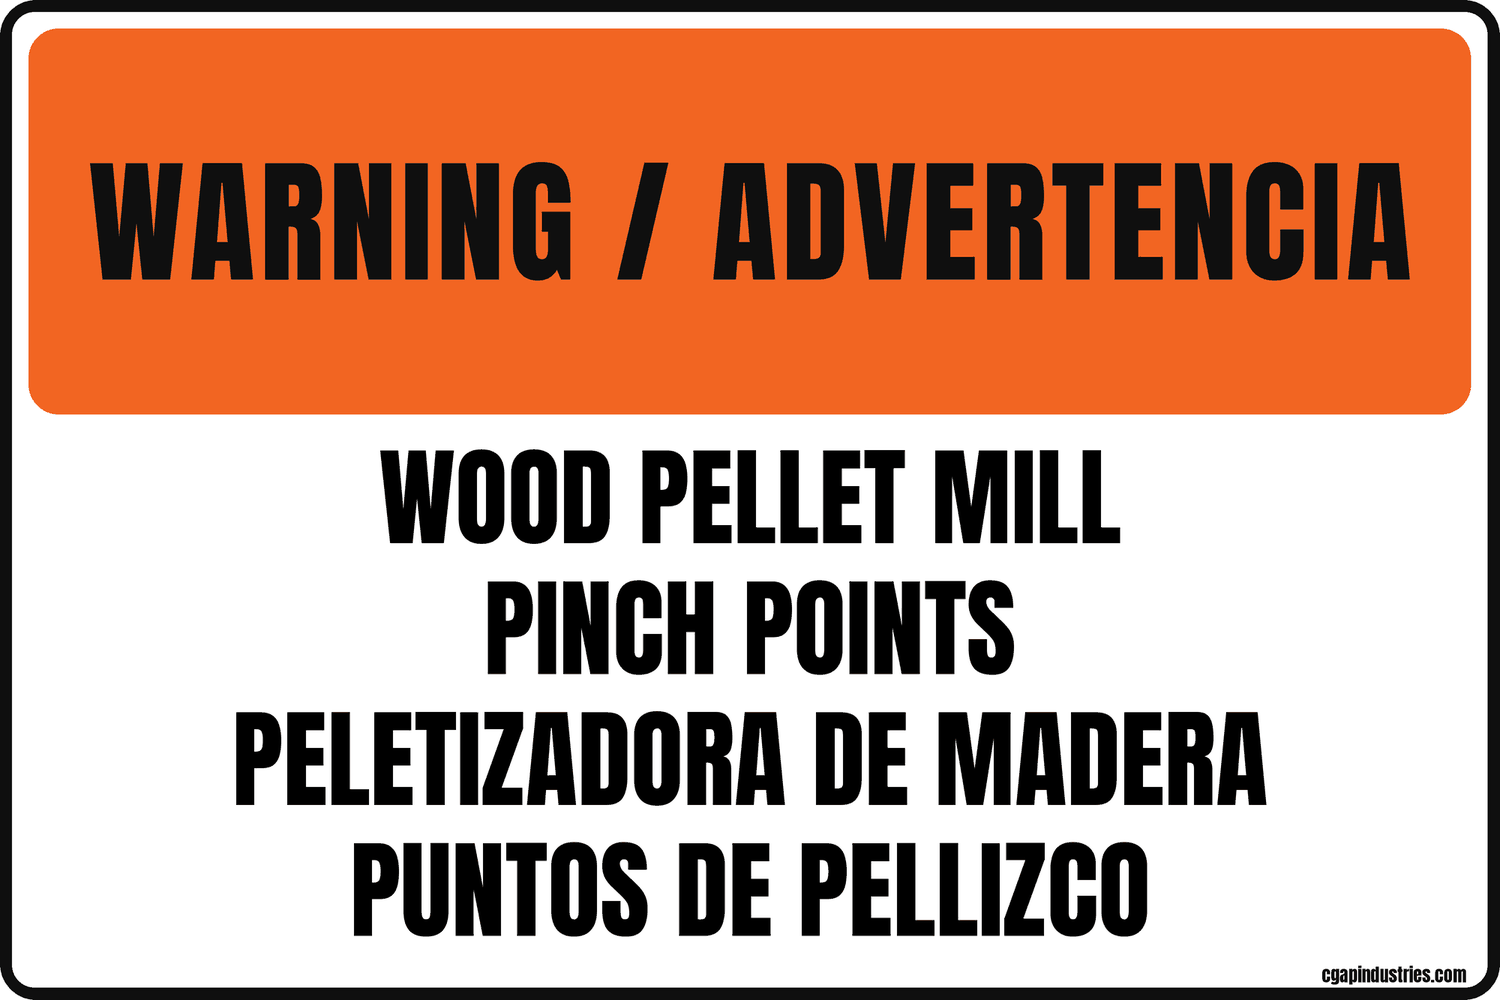 WARNING / ADVERTENCIA
WOOD PELLET MILL
PINCH POINTS
PELETIZADORA DE MADERA
PUNTOS DE PELLIZCO
cgapindustries.com